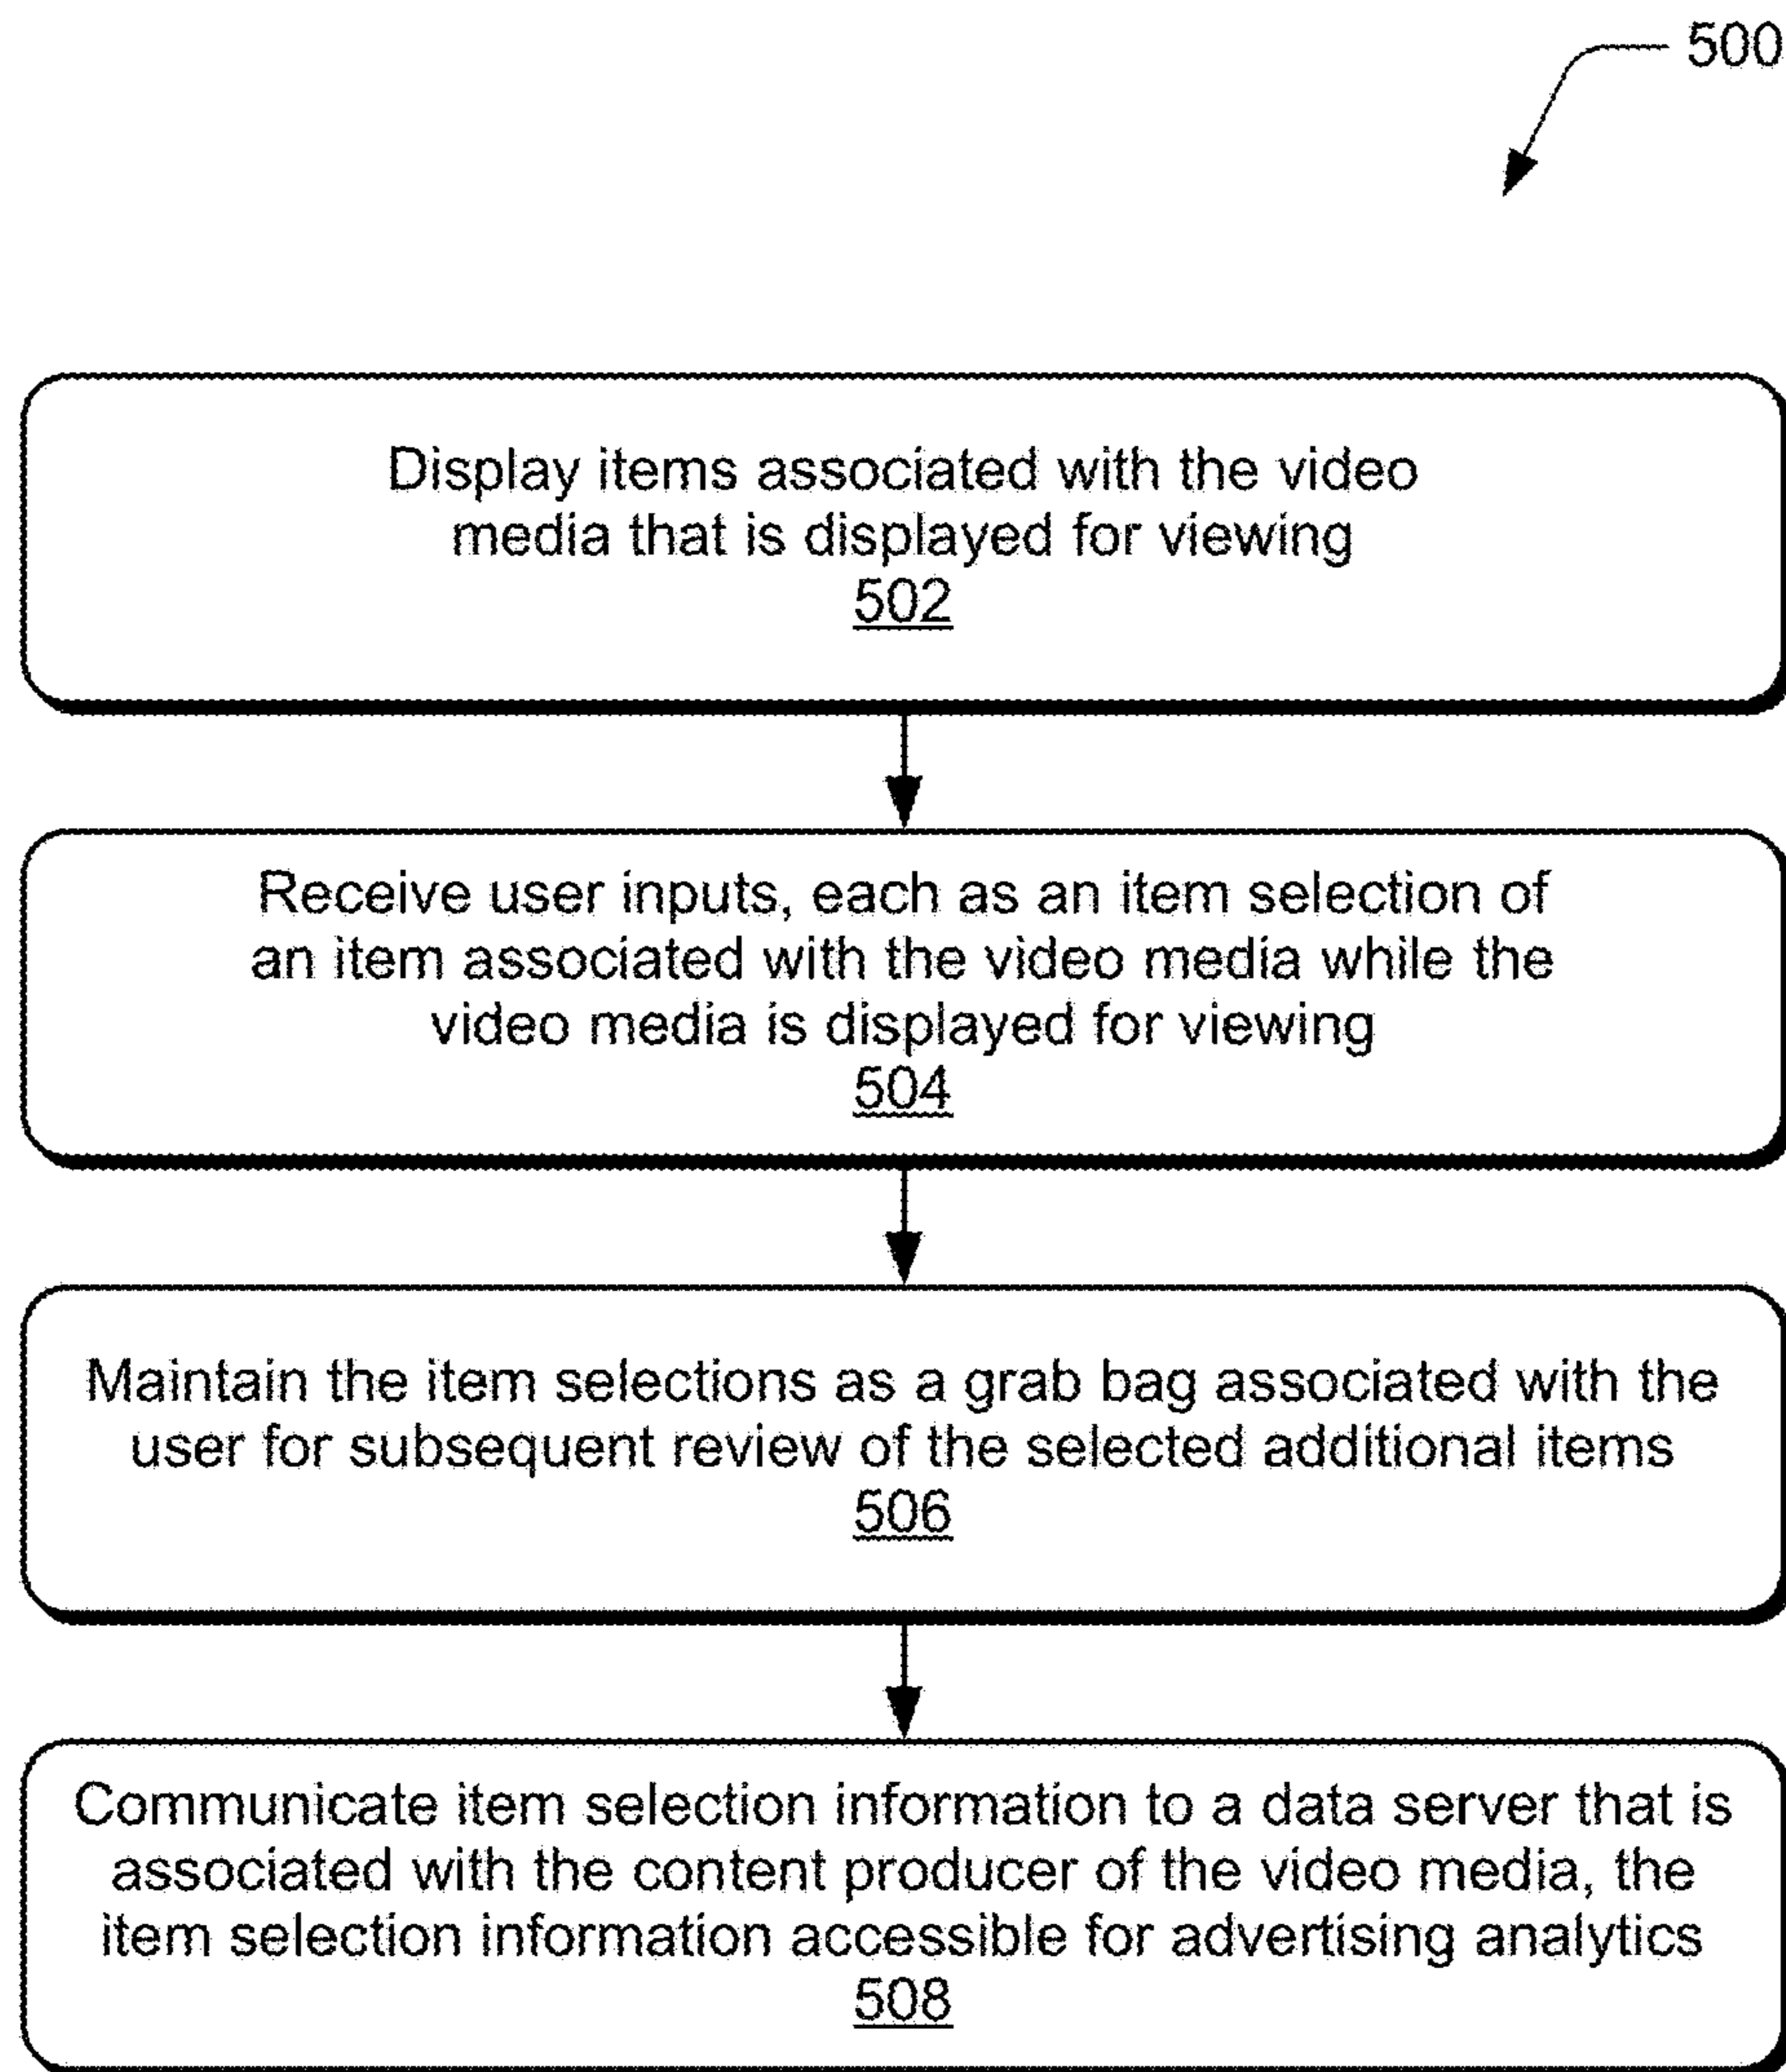 500
Display items associated with the video
media that is displayed for viewing
502
Receive user inputs, each as an item selection of
an item associated with the video media while the
video media is displayed for viewing
504
Maintain the item selections as a grab bag associated with the
user for subsequent review of the selected additional items
506
Communicate item selection information to a data server that is
associated with the content producer of the video media, the
item selection information accessible for advertising analytics
508